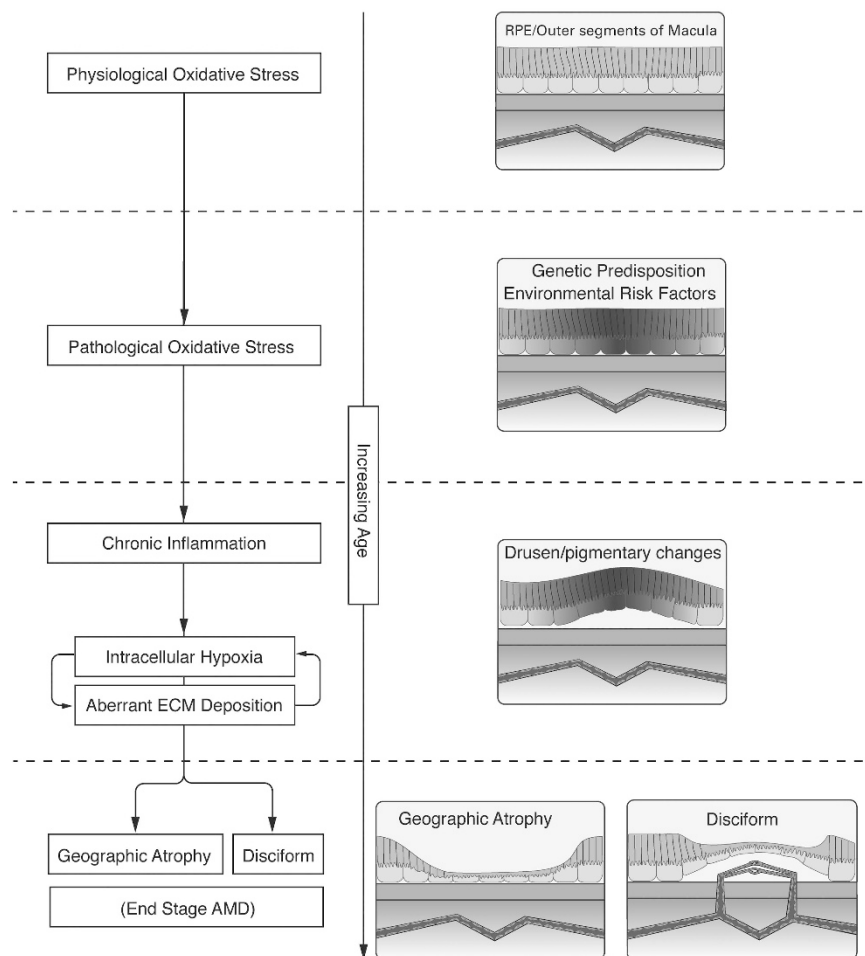 Physiological Oxidative Stress
RPE/Outer segments of Macula
Genetic Predisposition
Environmental Risk Factors
Pathological Oxidative Stress
Increasing Age
Chronic Inflammation
Drusen/pigmentary changes
Intracellular Hypoxia
Aberrant ECM Deposition
Geographic Atrophy
Disciform
(End Stage AMD)
Geographic Atrophy
Disciform